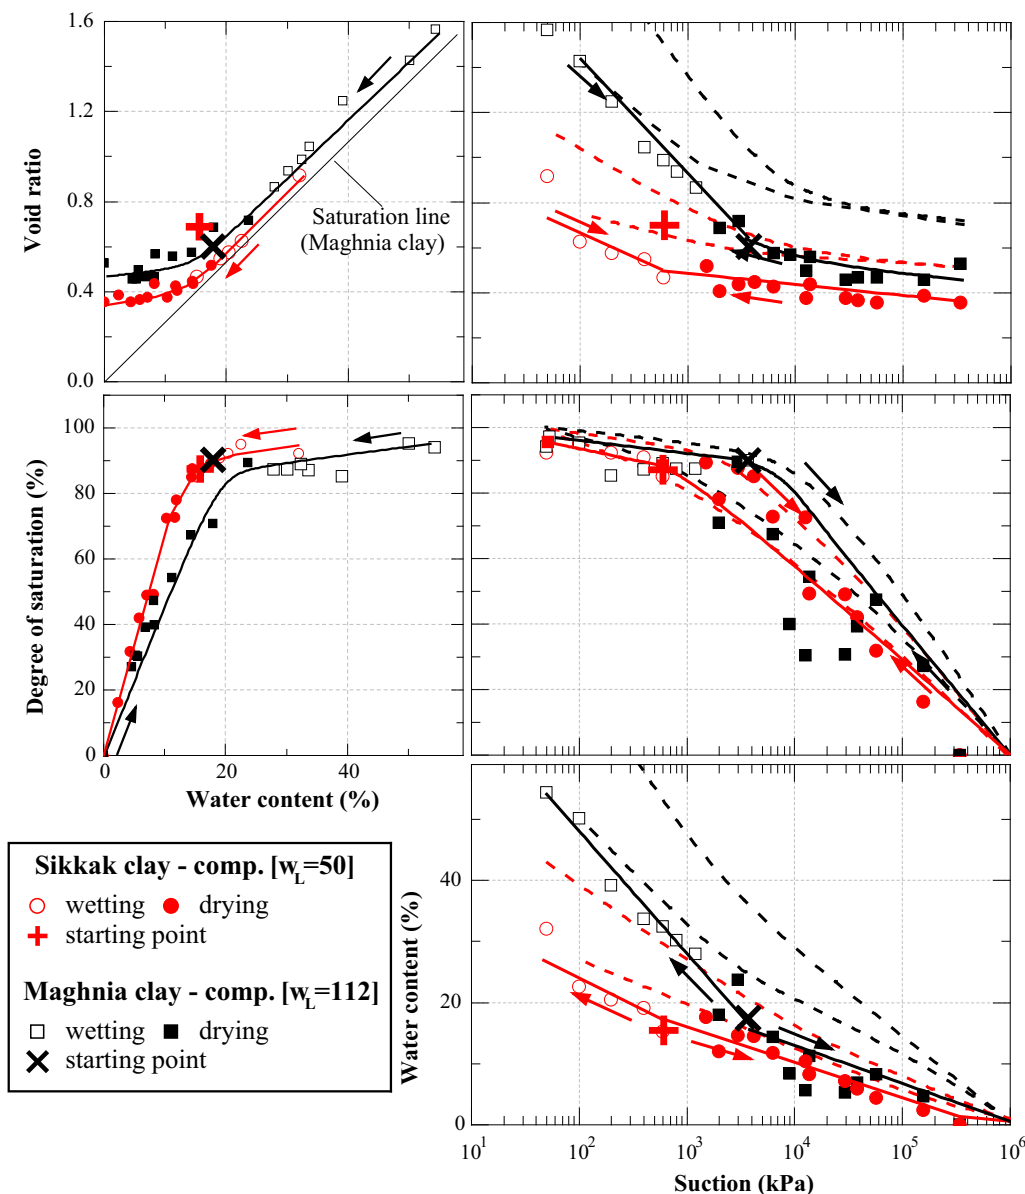 1.6
1.2
0.8
0.4
0.0
Void ratio
Saturation line
(Maghnia clay)
100
80
60
40
20
0
Degree of saturation (%)
0 20 40
Water content (%)
40
20
0
Water content (%)
10^1 10^2 10^3 10^4 10^5 10^6
Suction (kPa)
Sikkak clay - comp. [w_L=50]
wetting drying
starting point
Maghnia clay - comp. [w_L=112]
wetting drying
starting point